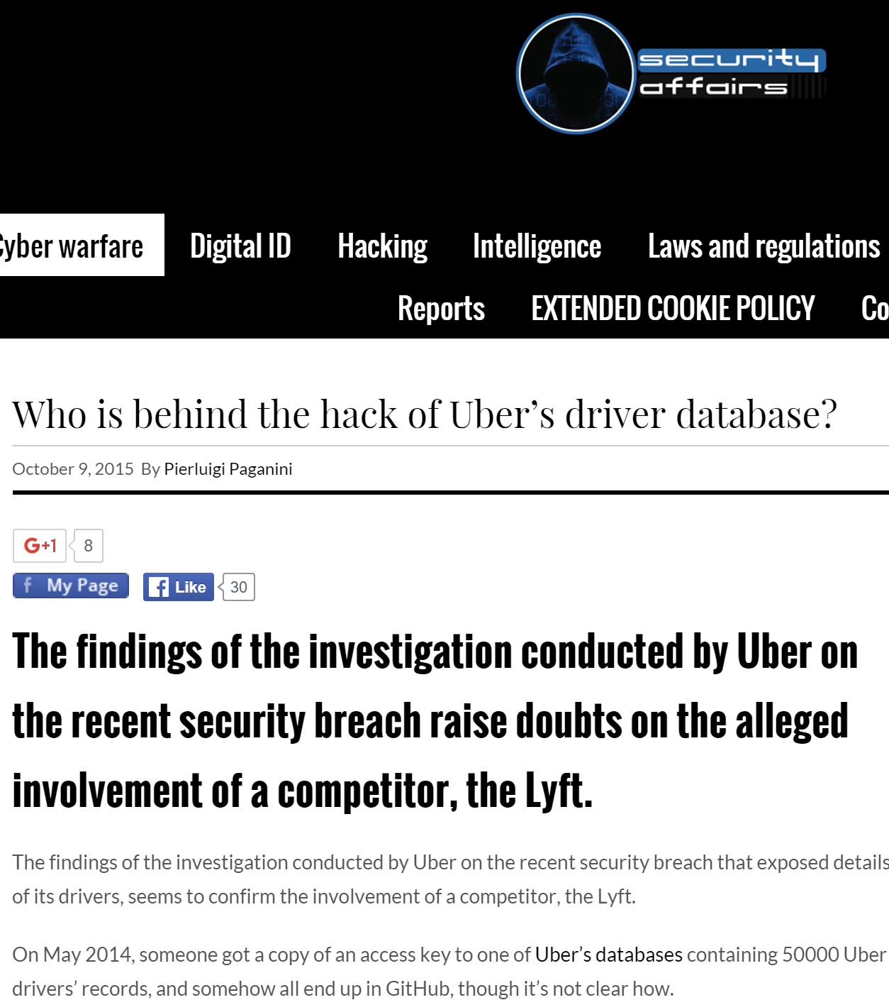 security
affairs
Cyber warfare Digital ID Hacking Intelligence Laws and regulations
Reports EXTENDED COOKIE POLICY Co
Who is behind the hack of Uber’s driver database?
October 9, 2015 By Pierluigi Paganini
G+1 8
f My Page f Like 30
The findings of the investigation conducted by Uber on
the recent security breach raise doubts on the alleged
involvement of a competitor, the Lyft.
The findings of the investigation conducted by Uber on the recent security breach that exposed details
of its drivers, seems to confirm the involvement of a competitor, the Lyft.
On May 2014, someone got a copy of an access key to one of Uber’s databases containing 50000 Uber
drivers’ records, and somehow all end up in GitHub, though it’s not clear how.